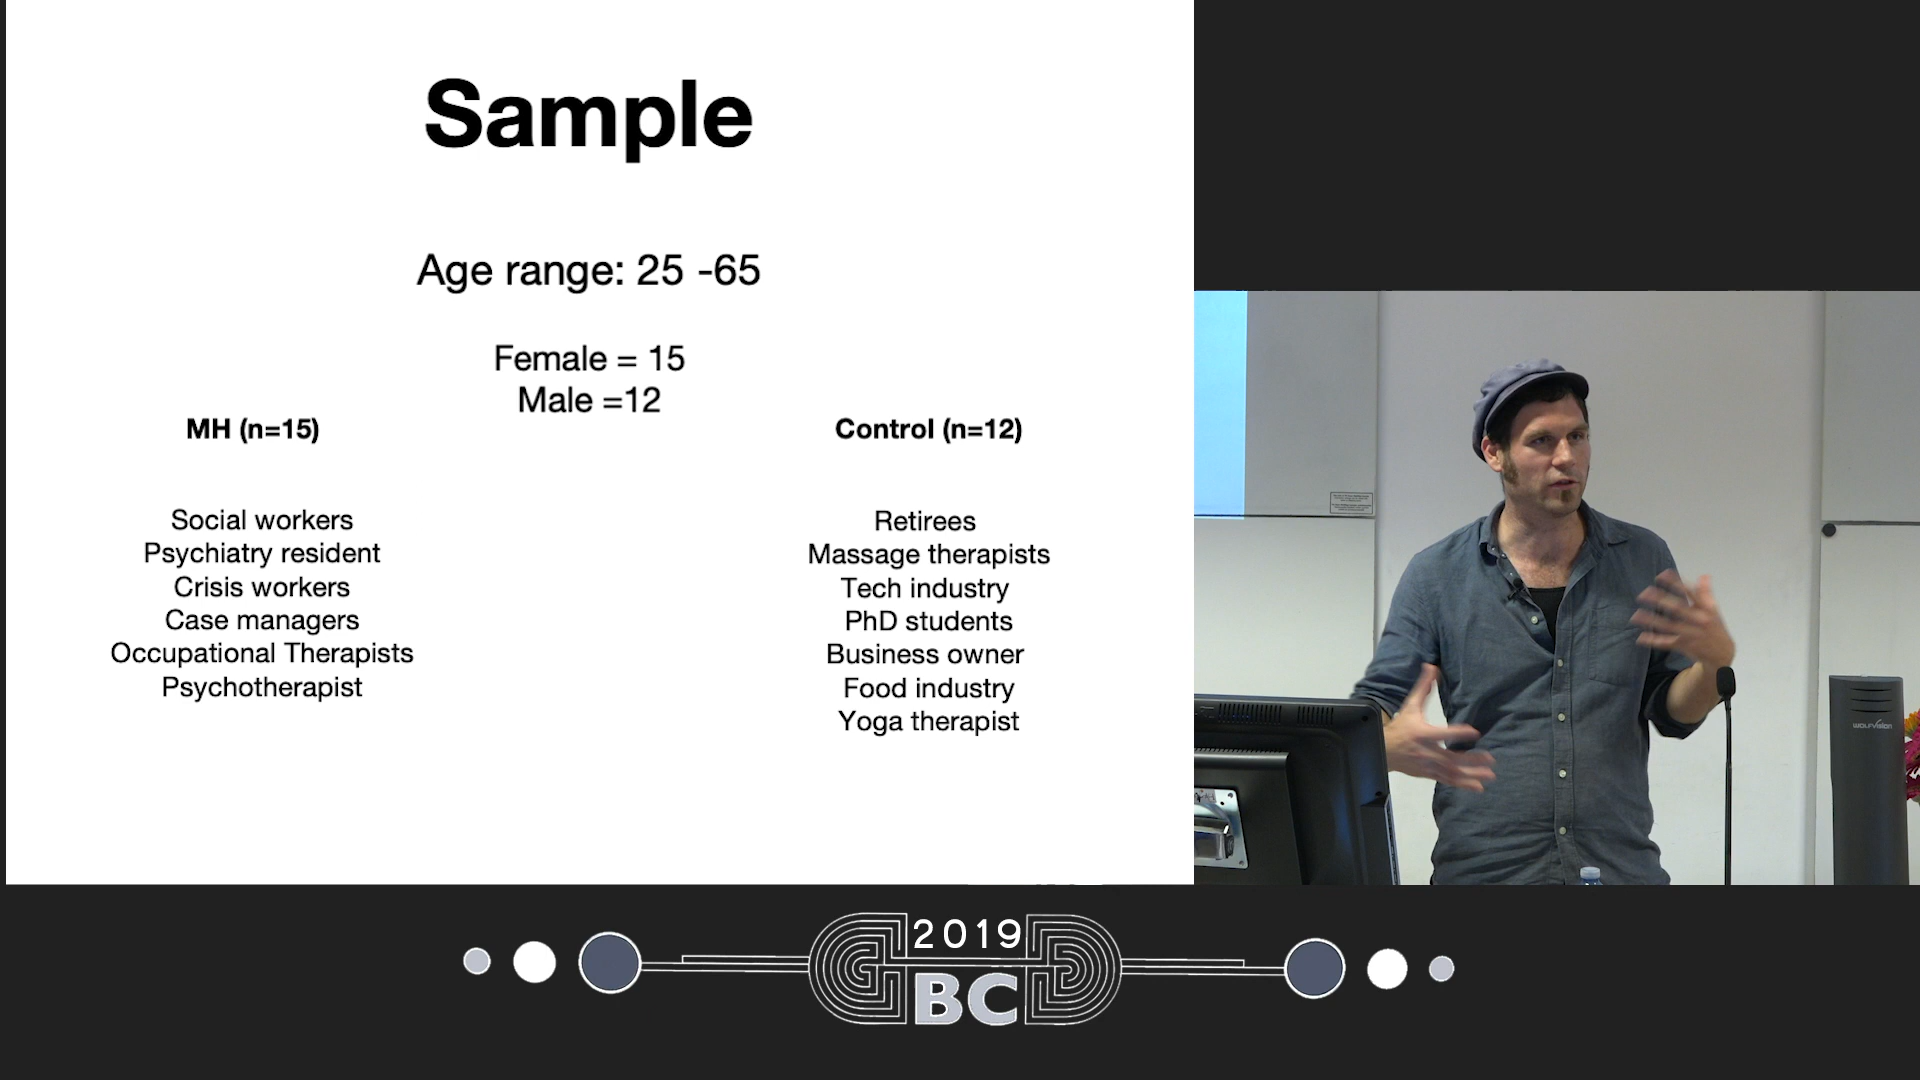 Sample
Age range: 25 -65
Female = 15
Male =12
MH (n=15)
Social workers
Psychiatry resident
Crisis workers
Case managers
Occupational Therapists
Psychotherapist
Control (n=12)
Retirees
Massage therapists
Tech industry
PhD students
Business owner
Food industry
Yoga therapist
WOLFVISION
2019
BC